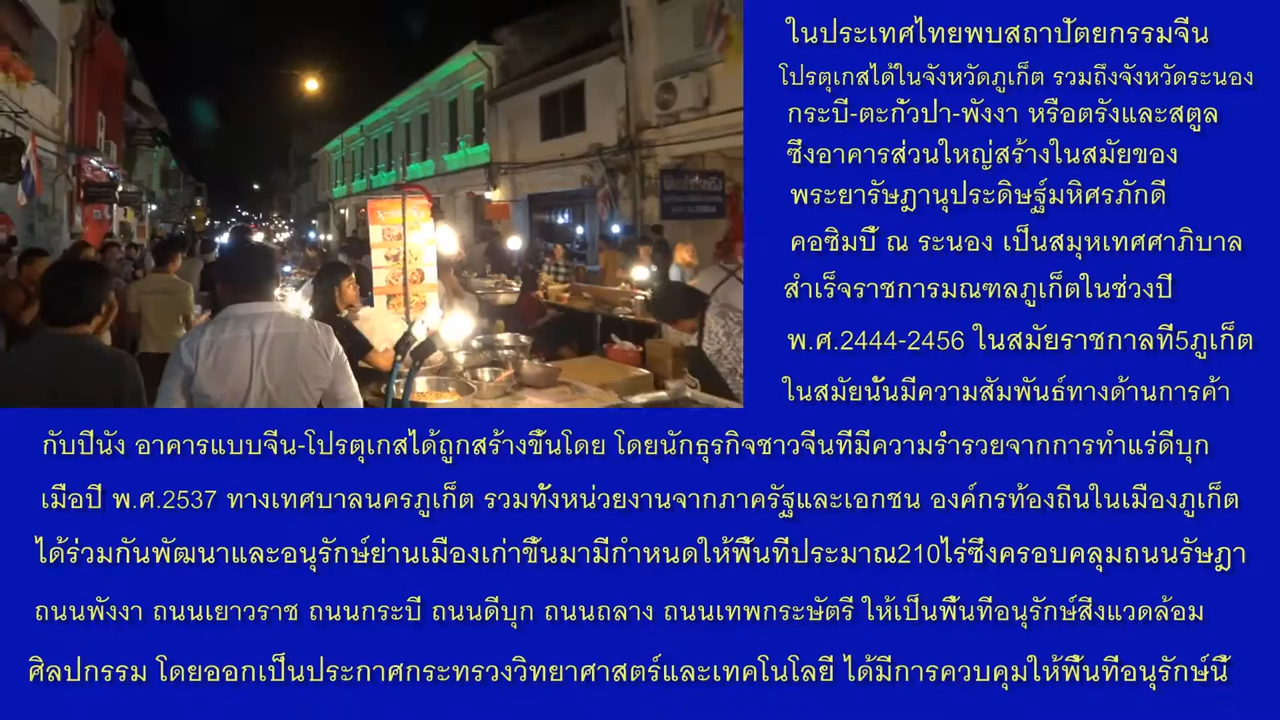 ในประเทศไทยพบสถาปัตยกรรมจีน
โปรตุเกสได้ในจังหวัดภูเก็ต รวมถึงจังหวัดระนอง
กระบี่-ตะกั่วป่า-พังงา หรือตรังและสตูล
ซึ่งอาคารส่วนใหญ่สร้างในสมัยของ
พระยารัษฎานุประดิษฐ์มหิศรภักดี
คอซิมบี้ ณ ระนอง เป็นสมุหเทศศาภิบาล
สำเร็จราชการมณฑลภูเก็ตในช่วงปี
พ.ศ.2444-2456 ในสมัยราชกาลที่5ภูเก็ต
ในสมัยนั้นมีความสัมพันธ์ทางด้านการค้า
กับปีนัง อาคารแบบจีน-โปรตุเกสได้ถูกสร้างขึ้นโดย โดยนักธุรกิจชาวจีนที่มีความร่ำรวยจากการทำแร่ดีบุก
เมื่อปี พ.ศ.2537 ทางเทศบาลนครภูเก็ต รวมทั้งหน่วยงานจากภาครัฐและเอกชน องค์กรท้องถิ่นในเมืองภูเก็ต
ได้ร่วมกันพัฒนาและอนุรักษ์ย่านเมืองเก่าขึ้นมามีกำหนดให้พื้นที่ประมาณ210ไร่ซึ่งครอบคลุมถนนรัษฎา
ถนนพังงา ถนนเยาวราช ถนนกระบี่ ถนนดีบุก ถนนถลาง ถนนเทพกระษัตรี ให้เป็นพื้นที่อนุรักษ์สิ่งแวดล้อม
ศิลปกรรม โดยออกเป็นประกาศกระทรวงวิทยาศาสตร์และเทคโนโลยี ได้มีการควบคุมให้พื้นที่อนุรักษ์นี้